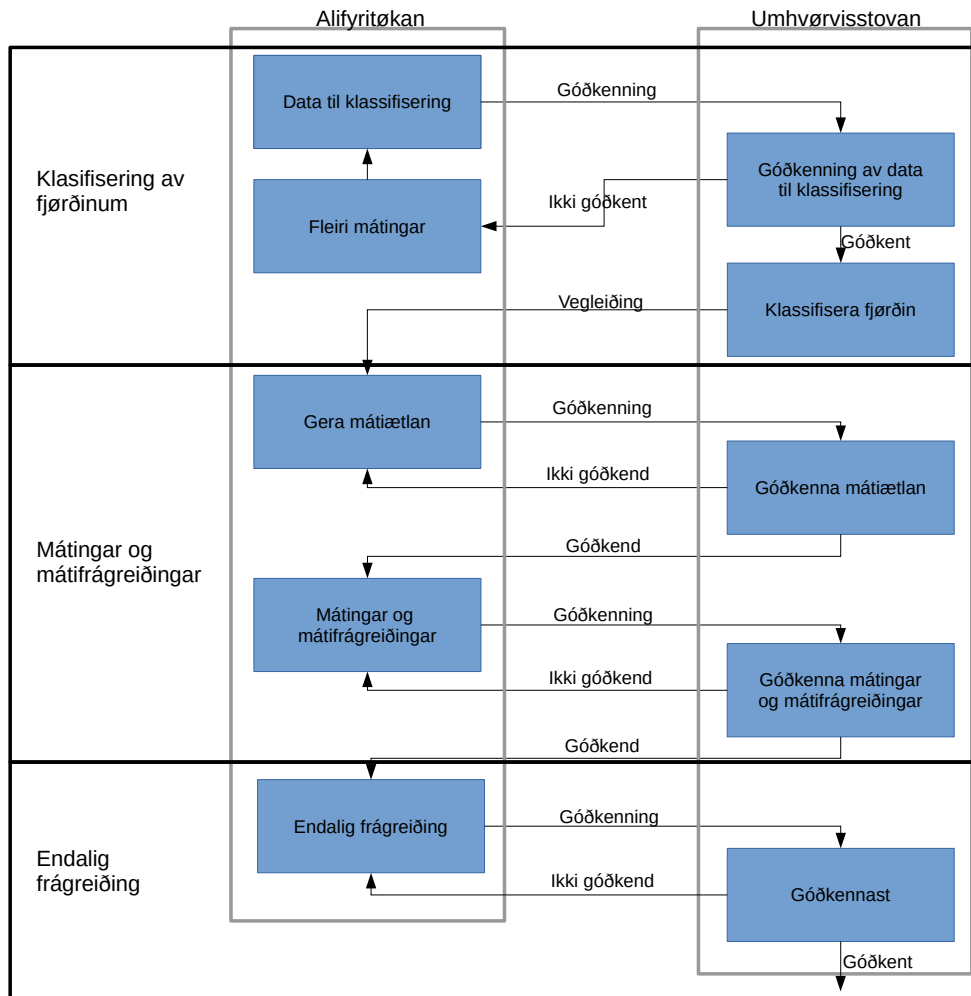 Alifyritøkan
Umhvørvisstovan
Klasifisering av
fjørðinum
Data til klassifisering
Góðkenning
Góðkenning av data
til klassifisering
Ikki góðkent
Fleiri mátingar
Góðkent
Vegleiðing
Klassifisera fjørðin
Mátingar og
mátifrágreiðingar
Gera mátiætlan
Góðkenning
Ikki góðkend
Góðkenna mátiætlan
Góðkend
Mátingar og
mátifrágreiðingar
Góðkenning
Ikki góðkend
Góðkenna mátingar
og mátifrágreiðingar
Góðkend
Endalig
frágreiðing
Endalig frágreiðing
Góðkenning
Ikki góðkend
Góðkennast
Góðkent